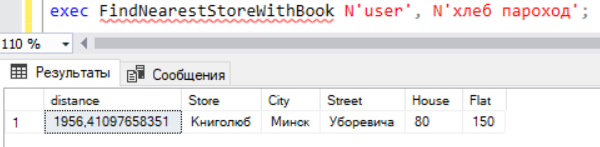 exec FindNearestStoreWithBook N'user', N'хлеб пароход';
110 %
Результаты Сообщения
distance Store City Street House Flat
1 1956,41097658351 Книголюб Минск Уборевича 80 150